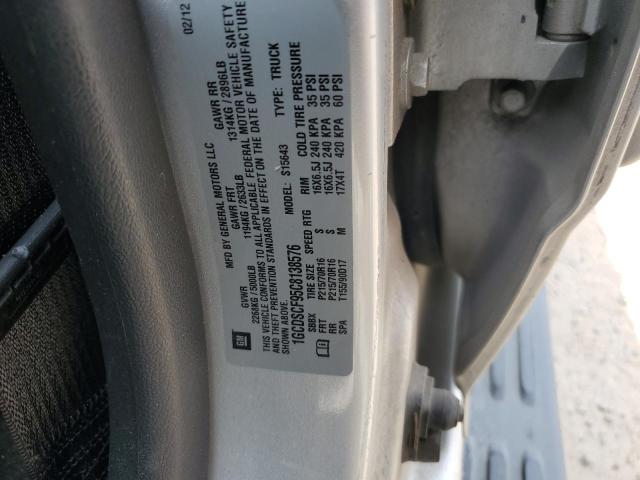 MFD BY GENERAL MOTORS LLC 02/12
GVWR GAWR FRT GAWR RR
2268KG / 5000LB 1194KG / 2633LB 1314KG / 2896LB
THIS VEHICLE CONFORMS TO ALL APPLICABLE FEDERAL MOTOR VEHICLE SAFETY
AND THEFT PREVENTION STANDARDS IN EFFECT ON THE DATE OF MANUFACTURE
SHOWN ABOVE.
GM
1GCDSCF95C8138576 MODEL: S15643 TYPE: TRUCK
SBBX TIRE SIZE SPEED RTG RIM COLD TIRE PRESSURE
FRT P215/70R16 S 16X6.5J 240 KPA 35 PSI
RR P215/70R16 S 16X6.5J 240 KPA 35 PSI
SPA T155/90D17 M 17X4T 420 KPA 60 PSI